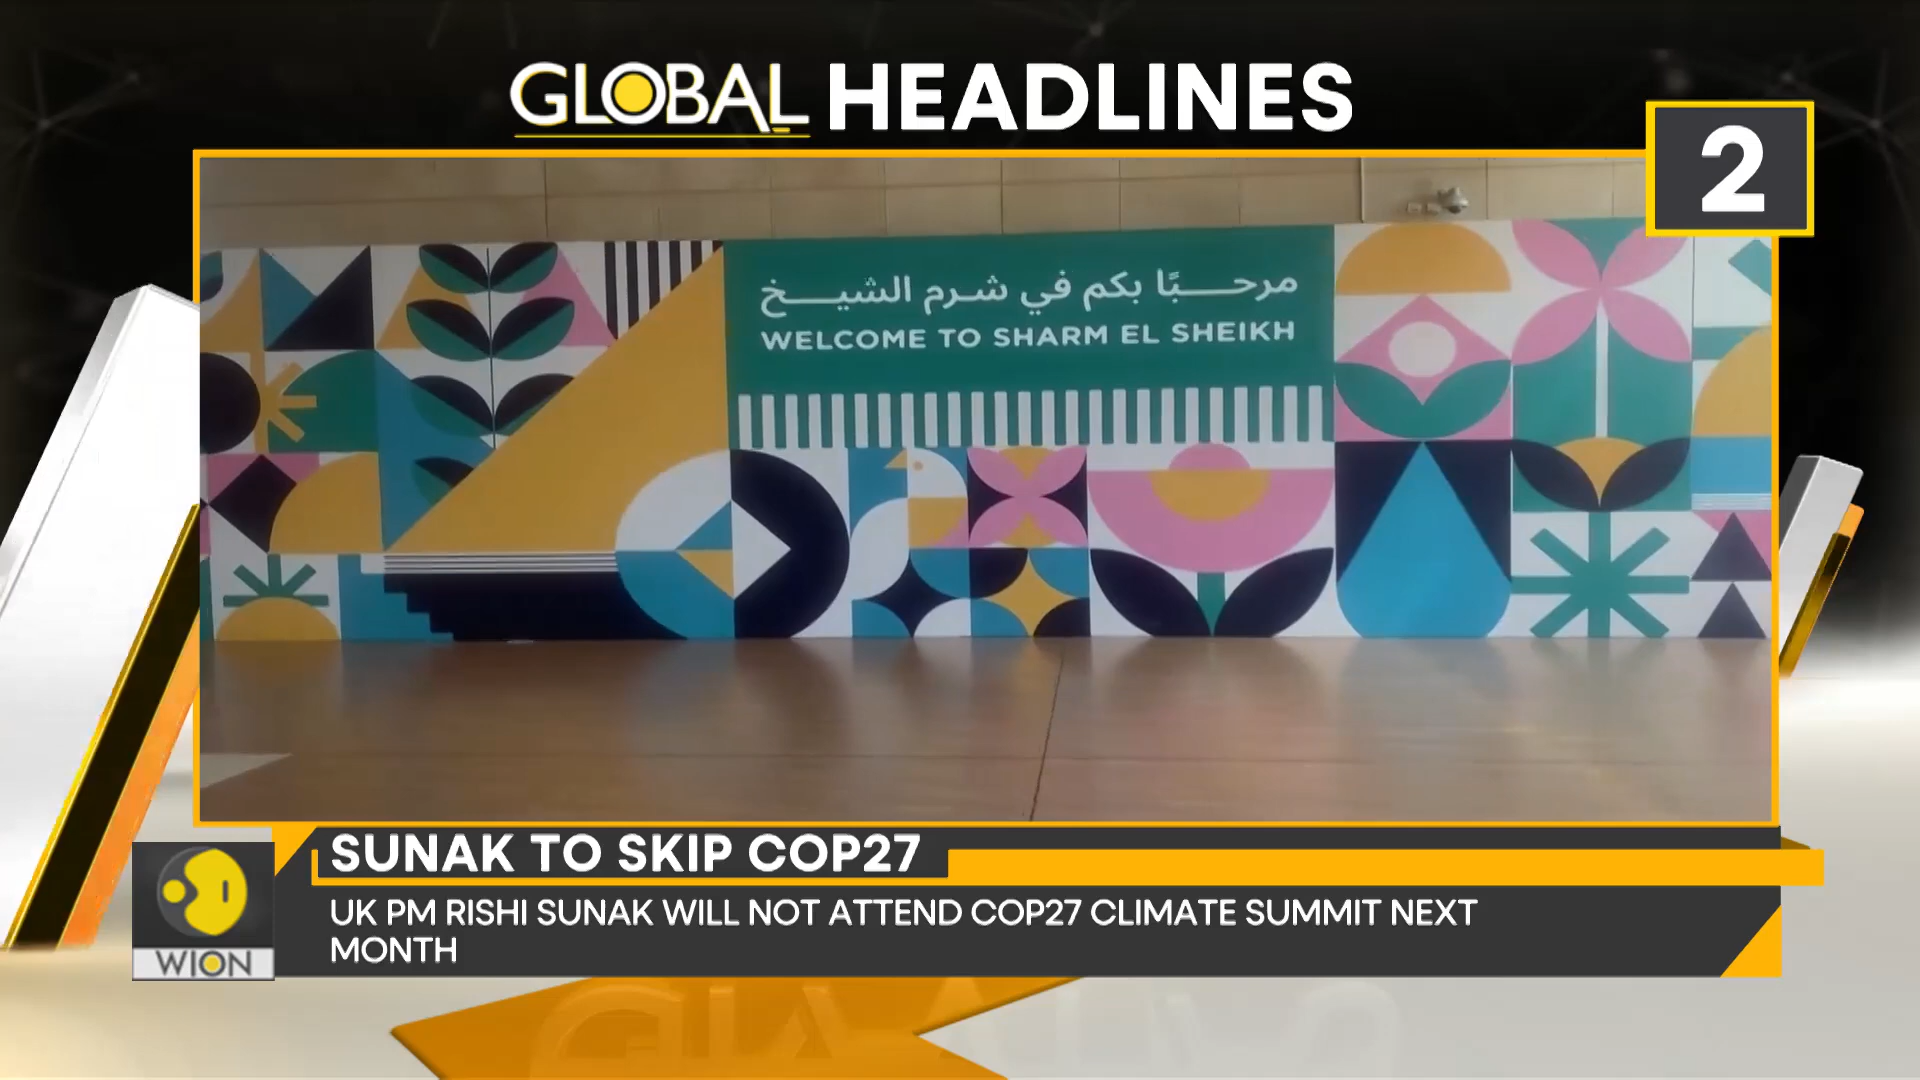 GLOBAL HEADLINES
2
مرحبًا بكم في شرم الشيخ
WELCOME TO SHARM EL SHEIKH
SUNAK TO SKIP COP27
UK PM RISHI SUNAK WILL NOT ATTEND COP27 CLIMATE SUMMIT NEXT
MONTH
WION